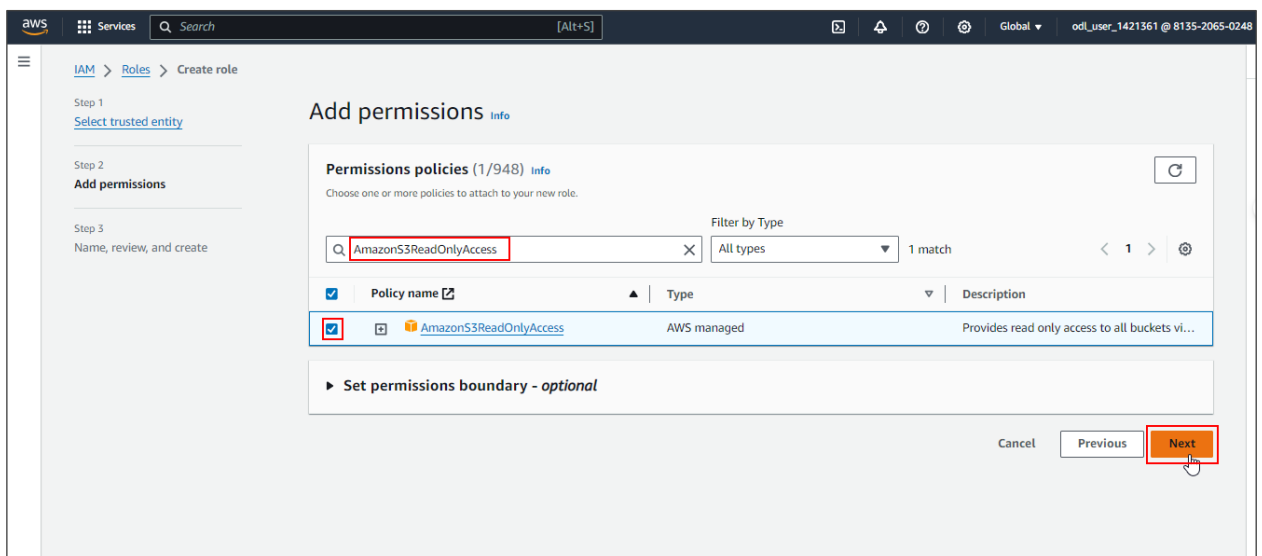 aws Services Search [Alt+S] Global odl_user_1421361 @ 8135-2065-0248
IAM > Roles > Create role
Step 1
Select trusted entity
Step 2
Add permissions
Step 3
Name, review, and create
Add permissions Info
Permissions policies (1/948) Info
Choose one or more policies to attach to your new role.
Filter by Type
AmazonS3ReadOnlyAccess All types 1 match 1
Policy name Type Description
AmazonS3ReadOnlyAccess AWS managed Provides read only access to all buckets vi...
Set permissions boundary - optional
Cancel Previous Next